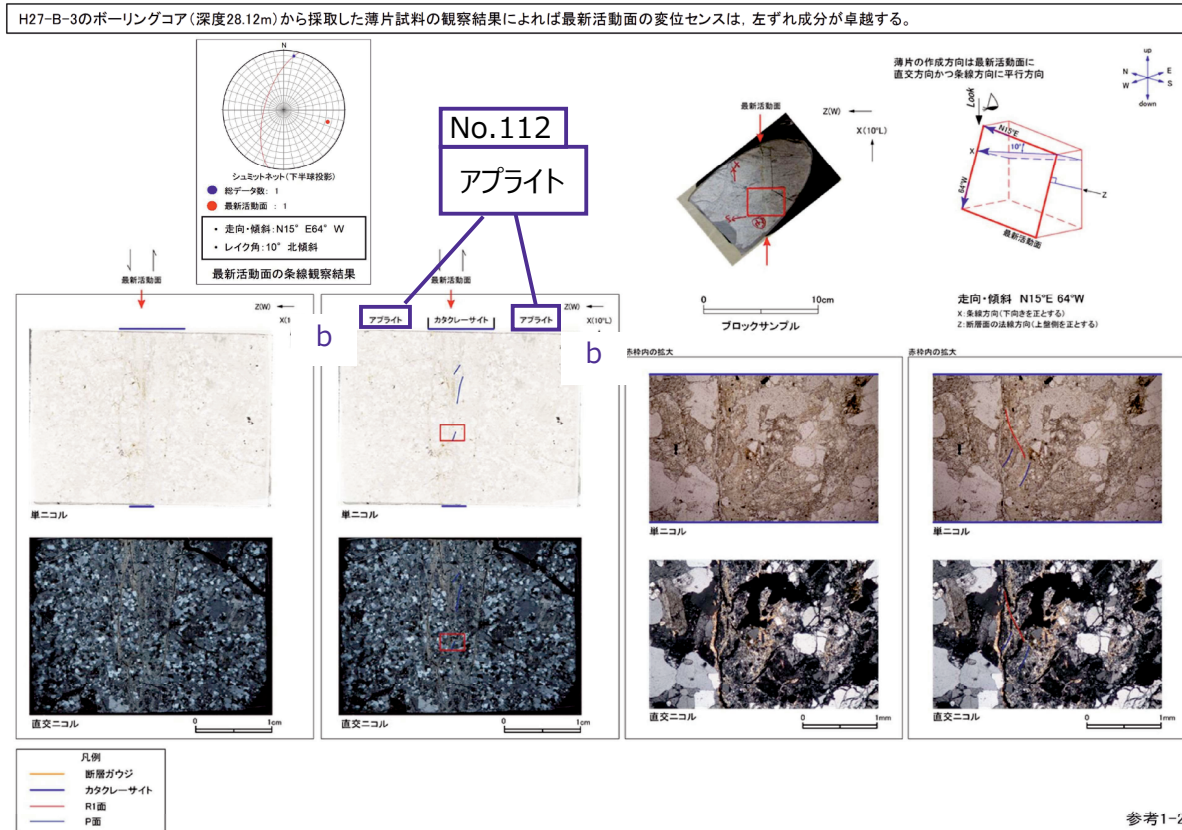 H27-B-3のボーリングコア(深度28.12m)から採取した薄片試料の観察結果によれば最新活動面の変位センスは,左ずれ成分が卓越する。
N
シュミットネット(下半球投影)
総データ数: 1
最新活動面 : 1
・ 走向・傾斜:N15° E64° W
・ レイク角:10° 北傾斜
最新活動面の条線観察結果
No.112
アプライト
最新活動面
Z(W)
X(10°L)
薄片の作成方向は最新活動面に
直交方向かつ条線方向に平行方向
up
N
E
W
S
down
Look
N15°E
X
10°
64°W
Z
最新活動面
0 10cm
ブロックサンプル
走向・傾斜 N15°E 64°W
X:条線方向(下向きを正とする)
Z:断層面の法線方向(上盤側を正とする)
最新活動面
Z(W)
X(1
b
単ニコル
直交ニコル
0 1cm
最新活動面
Z(W)
X(10°L)
アプライト
カタクレーサイト
アプライト
b
単ニコル
直交ニコル
0 1cm
赤枠内の拡大
単ニコル
直交ニコル
0 1mm
赤枠内の拡大
単ニコル
直交ニコル
0 1mm
凡例
断層ガウジ
カタクレーサイト
R1面
P面
参考1-2